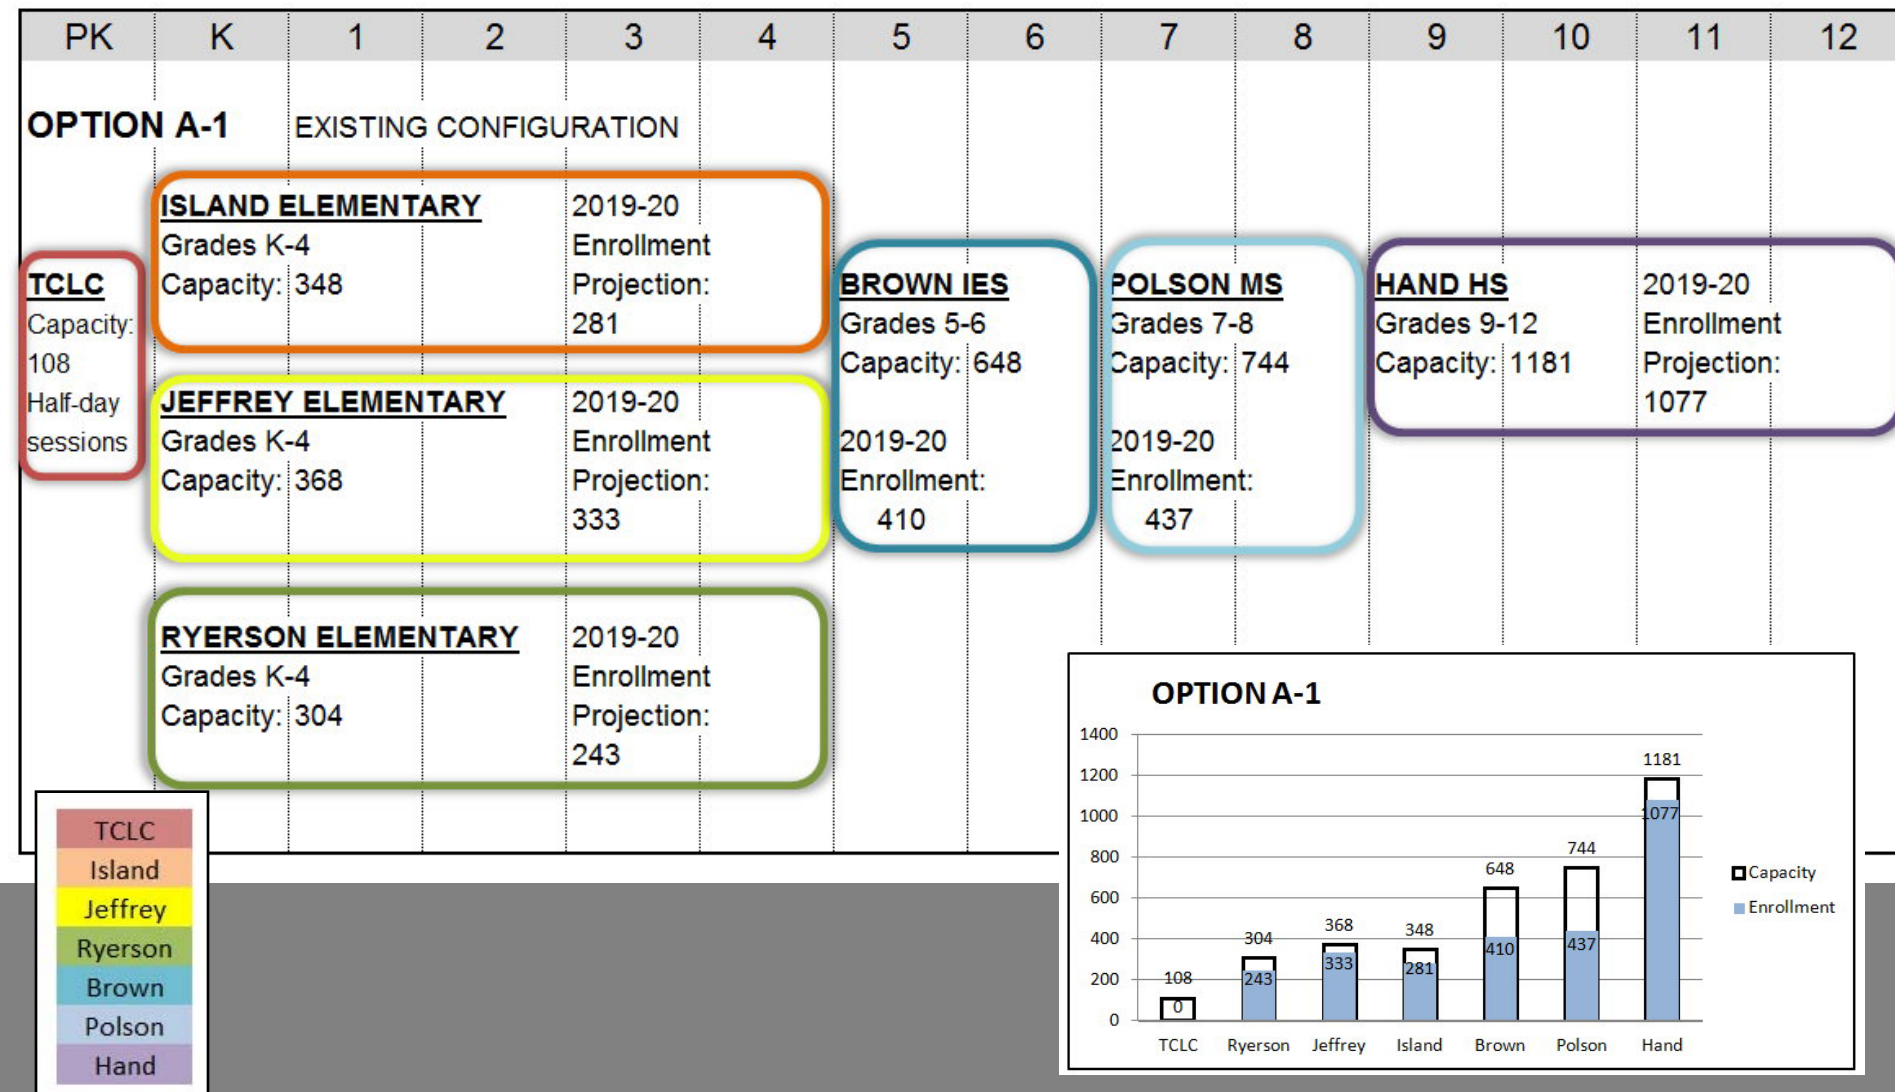 PK K 1 2 3 4 5 6 7 8 9 10 11 12
OPTION A-1 EXISTING CONFIGURATION
TCLC
Capacity:
108
Half-day
sessions
ISLAND ELEMENTARY
Grades K-4
Capacity: 348
2019-20
Enrollment
Projection:
281
JEFFREY ELEMENTARY
Grades K-4
Capacity: 368
2019-20
Enrollment
Projection:
333
RYERSON ELEMENTARY
Grades K-4
Capacity: 304
2019-20
Enrollment
Projection:
243
BROWN IES
Grades 5-6
Capacity: 648
2019-20
Enrollment:
410
POLSON MS
Grades 7-8
Capacity: 744
2019-20
Enrollment:
437
HAND HS
Grades 9-12
Capacity: 1181
2019-20
Enrollment
Projection:
1077
TCLC
Island
Jeffrey
Ryerson
Brown
Polson
Hand
OPTION A-1
1400
1200
1000
800
600
400
200
0
108
0
304
243
368
333
348
281
648
410
744
437
1181
1077
TCLC Ryerson Jeffrey Island Brown Polson Hand
Capacity
Enrollment